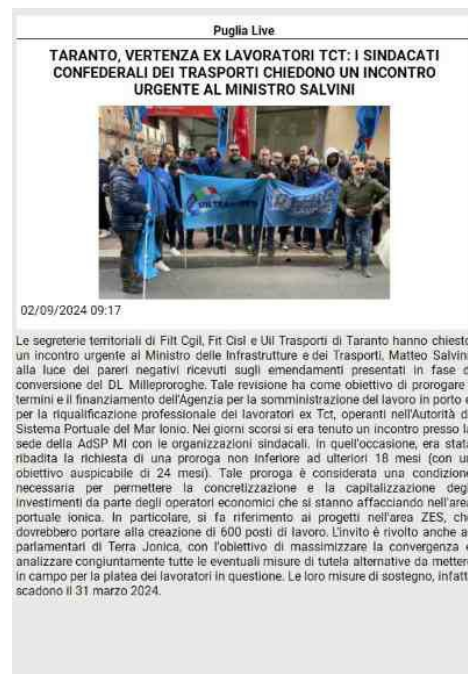 Puglia Live
TARANTO, VERTENZA EX LAVORATORI TCT: I SINDACATI
CONFEDERALI DEI TRASPORTI CHIEDONO UN INCONTRO
URGENTE AL MINISTRO SALVINI
UILTRASPORTI
02/09/2024 09:17
Le segreterie territoriali di Filt Cgil, Fit Cisl e Uil Trasporti di Taranto hanno chiesto
un incontro urgente al Ministro delle Infrastrutture e dei Trasporti, Matteo Salvini
alla luce dei pareri negativi ricevuti sugli emendamenti presentati in fase d
conversione del DL Milleproroghe. Tale revisione ha come obiettivo di prorogare
termini e il finanziamento dell'Agenzia per la somministrazione del lavoro in porto e
per la riqualificazione professionale dei lavoratori ex Tct, operanti nell'Autorità d
Sistema Portuale del Mar Ionio. Nei giorni scorsi si era tenuto un incontro presso la
sede della AdSP MI con le organizzazioni sindacali. In quell'occasione, era stata
ribadita la richiesta di una proroga non inferiore ad ulteriori 18 mesi (con un
obiettivo auspicabile di 24 mesi). Tale proroga è considerata una condizione
necessaria per permettere la concretizzazione e la capitalizzazione degl
investimenti da parte degli operatori economici che si stanno affacciando nell'area
portuale ionica. In particolare, si fa riferimento ai progetti nell'area ZES, che
dovrebbero portare alla creazione di 600 posti di lavoro. L'invito è rivolto anche a
parlamentari di Terra Jonica, con l'obiettivo di massimizzare la convergenza e
analizzare congiuntamente tutte le eventuali misure di tutela alternative da mettere
in campo per la platea dei lavoratori in questione. Le loro misure di sostegno, infatt
scadono il 31 marzo 2024.